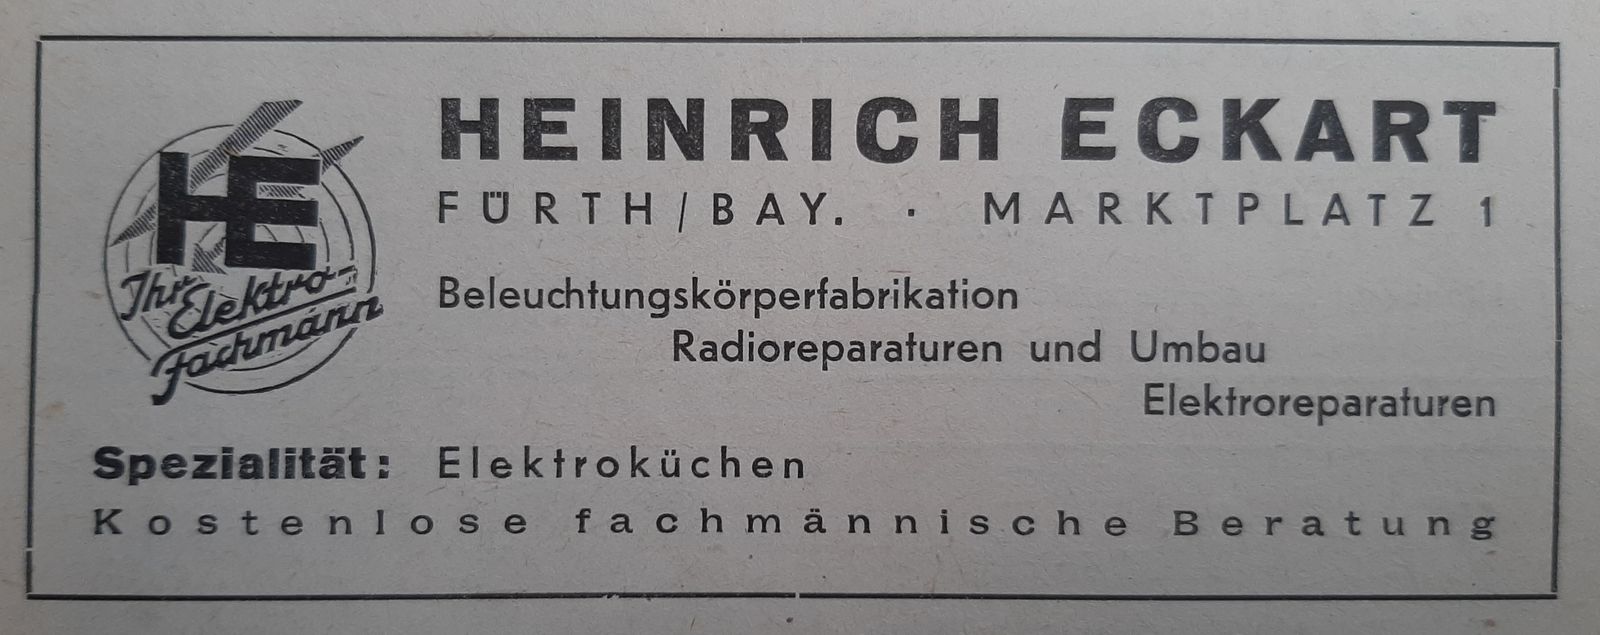 HE
Ihr Elektro-
Fachmann
HEINRICH ECKART
FÜRTH/BAY. · MARKTPLATZ 1
Beleuchtungskörperfabrikation
Radioreparaturen und Umbau
Elektroreparaturen
Spezialität: Elektroküchen
Kostenlose fachmännische Beratung